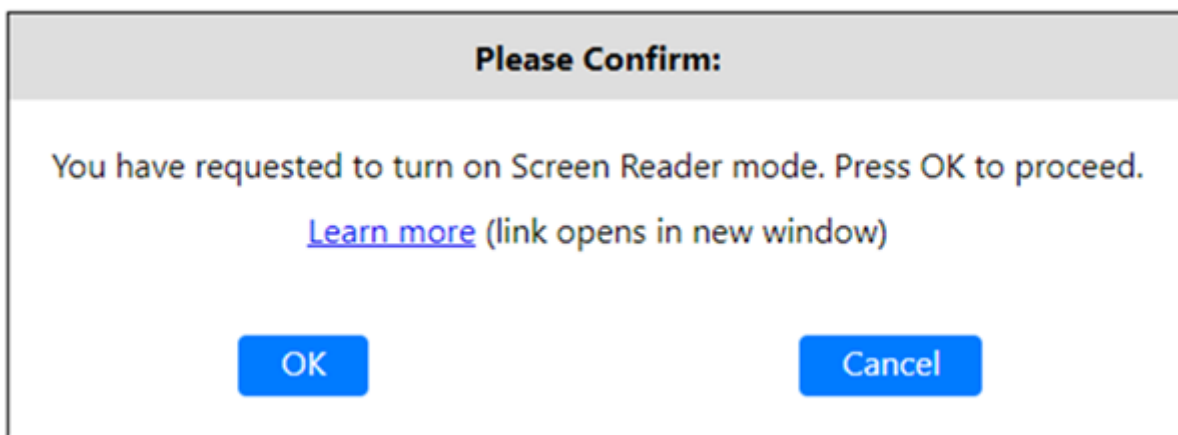 Please Confirm:
You have requested to turn on Screen Reader mode. Press OK to proceed.
Learn more (link opens in new window)
OK
Cancel